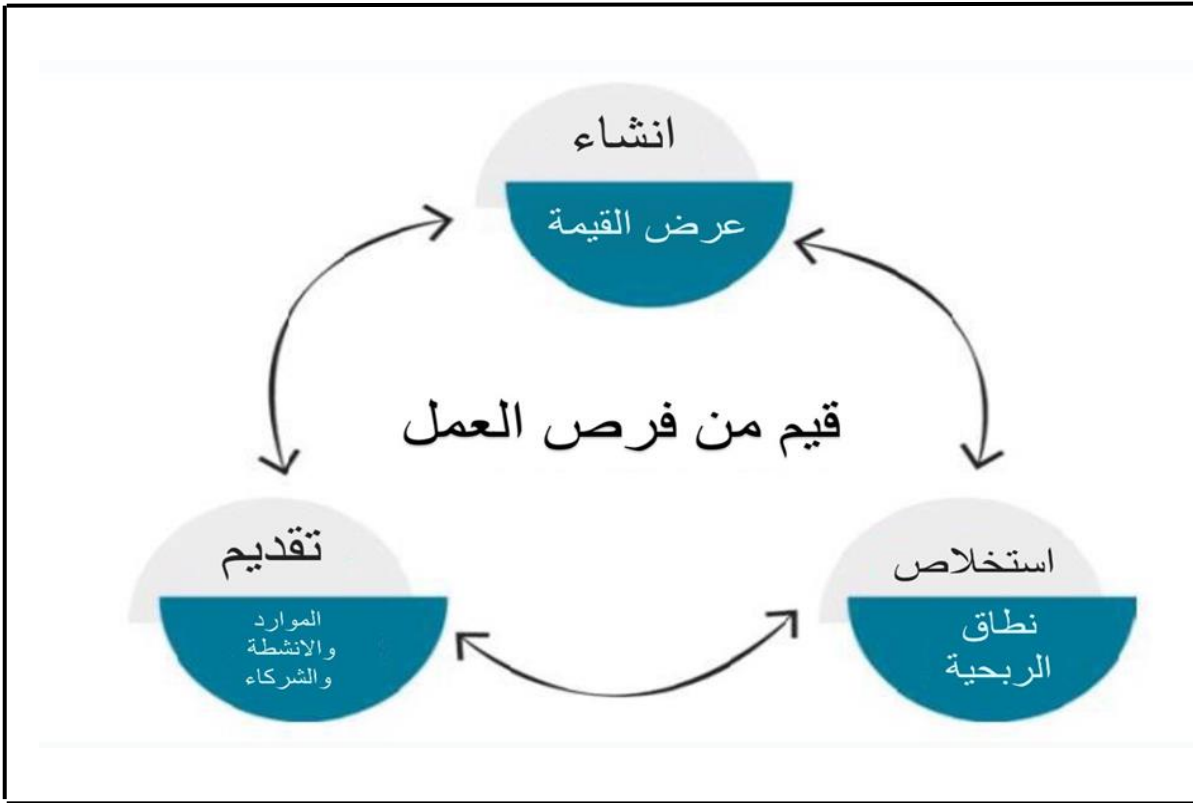 انشاء
عرض القيمة
قيم من فرص العمل
استخلاص
نطاق
الربحية
تقديم
الموارد
والانشطة
والشركاء